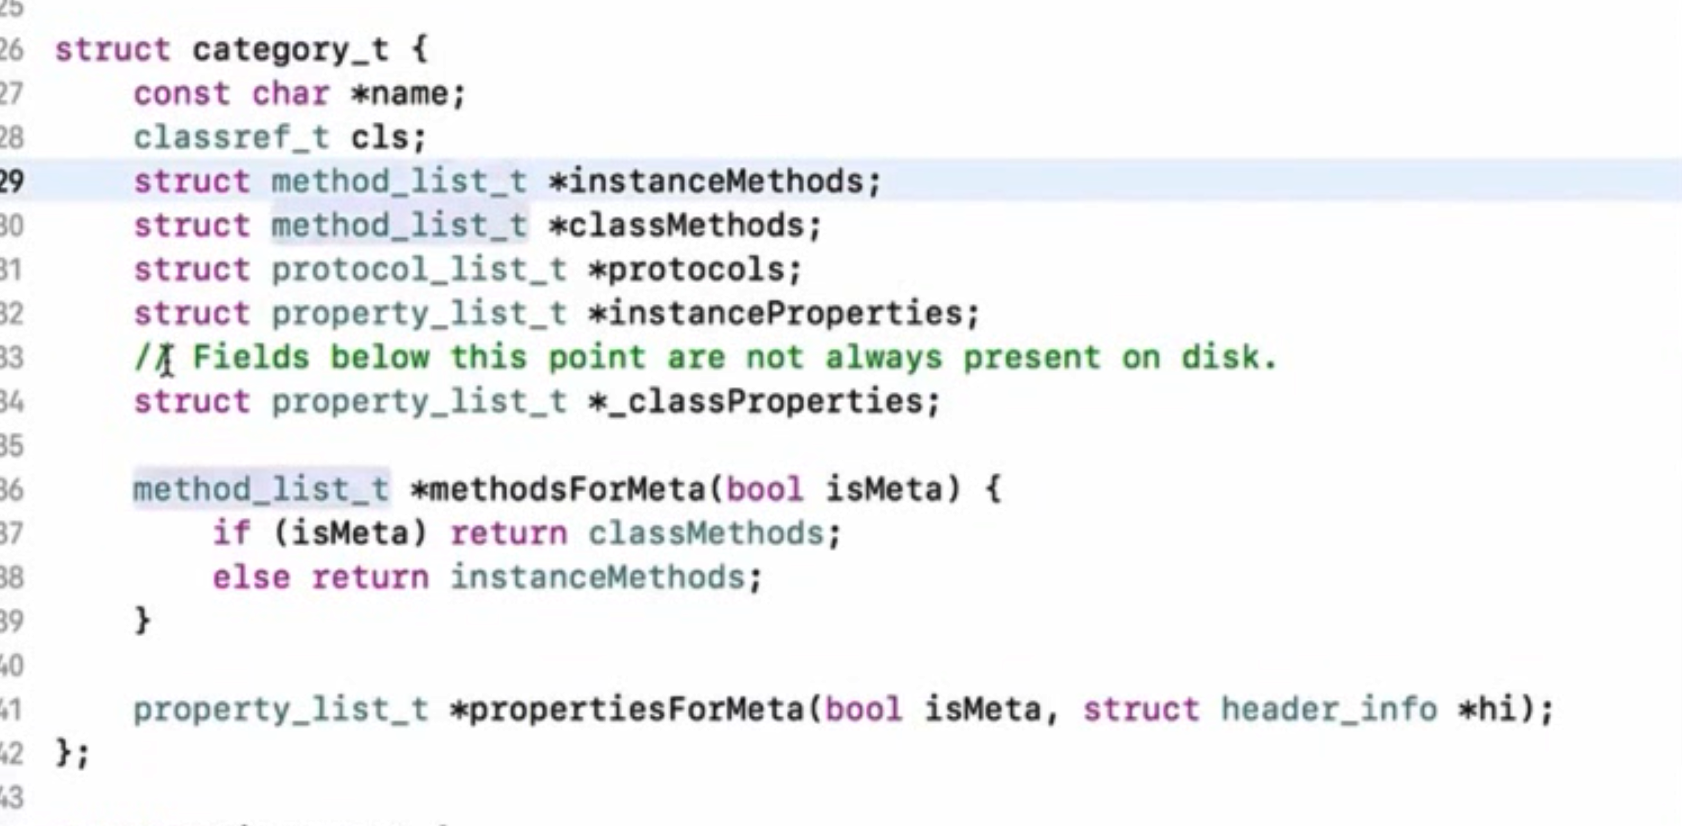 25
26 struct category_t {
27     const char *name;
28     classref_t cls;
29     struct method_list_t *instanceMethods;
30     struct method_list_t *classMethods;
31     struct protocol_list_t *protocols;
32     struct property_list_t *instanceProperties;
33     // Fields below this point are not always present on disk.
34     struct property_list_t *_classProperties;
35
36     method_list_t *methodsForMeta(bool isMeta) {
37         if (isMeta) return classMethods;
38         else return instanceMethods;
39     }
40
41     property_list_t *propertiesForMeta(bool isMeta, struct header_info *hi);
42 };
43